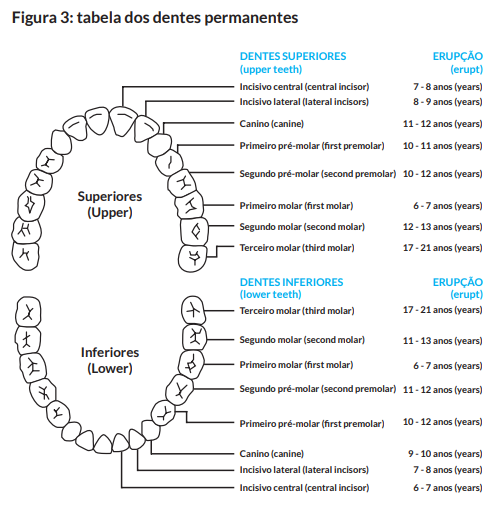 Figura 3: tabela dos dentes permanentes
DENTES SUPERIORES ERUPÇÃO
(upper teeth) (erupt)
Incisivo central (central incisor) 7 - 8 anos (years)
Incisivo lateral (lateral incisors) 8 - 9 anos (years)
Canino (canine) 11 - 12 anos (years)
Primeiro pré-molar (first premolar) 10 - 11 anos (years)
Segundo pré-molar (second premolar) 10 - 12 anos (years)
Superiores
(Upper)
Primeiro molar (first molar) 6 - 7 anos (years)
Segundo molar (second molar) 12 - 13 anos (years)
Terceiro molar (third molar) 17 - 21 anos (years)
DENTES INFERIORES ERUPÇÃO
(lower teeth) (erupt)
Terceiro molar (third molar) 17 - 21 anos (years)
Segundo molar (second molar) 11 - 13 anos (years)
Inferiores
(Lower)
Primeiro molar (first molar) 6 - 7 anos (years)
Segundo pré-molar (second premolar) 11 - 12 anos (years)
Primeiro pré-molar (first premolar) 10 - 12 anos (years)
Canino (canine) 9 - 10 anos (years)
Incisivo lateral (lateral incisors) 7 - 8 anos (years)
Incisivo central (central incisor) 6 - 7 anos (years)